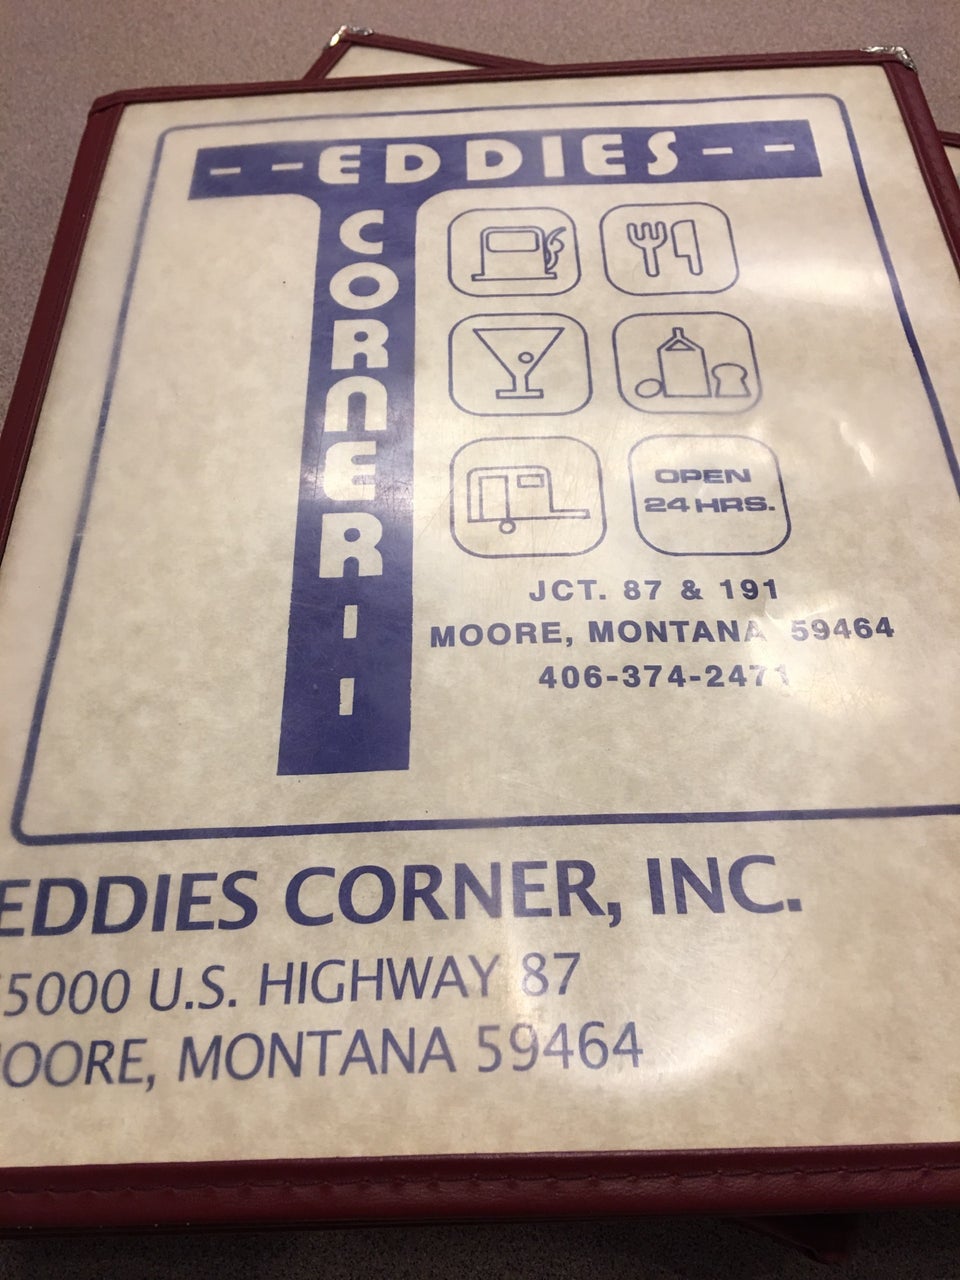 --EDDIES--
CORNER II
OPEN
24 HRS.
JCT. 87 & 191
MOORE, MONTANA 59464
406-374-2471
EDDIES CORNER, INC.
5000 U.S. HIGHWAY 87
OORE, MONTANA 59464